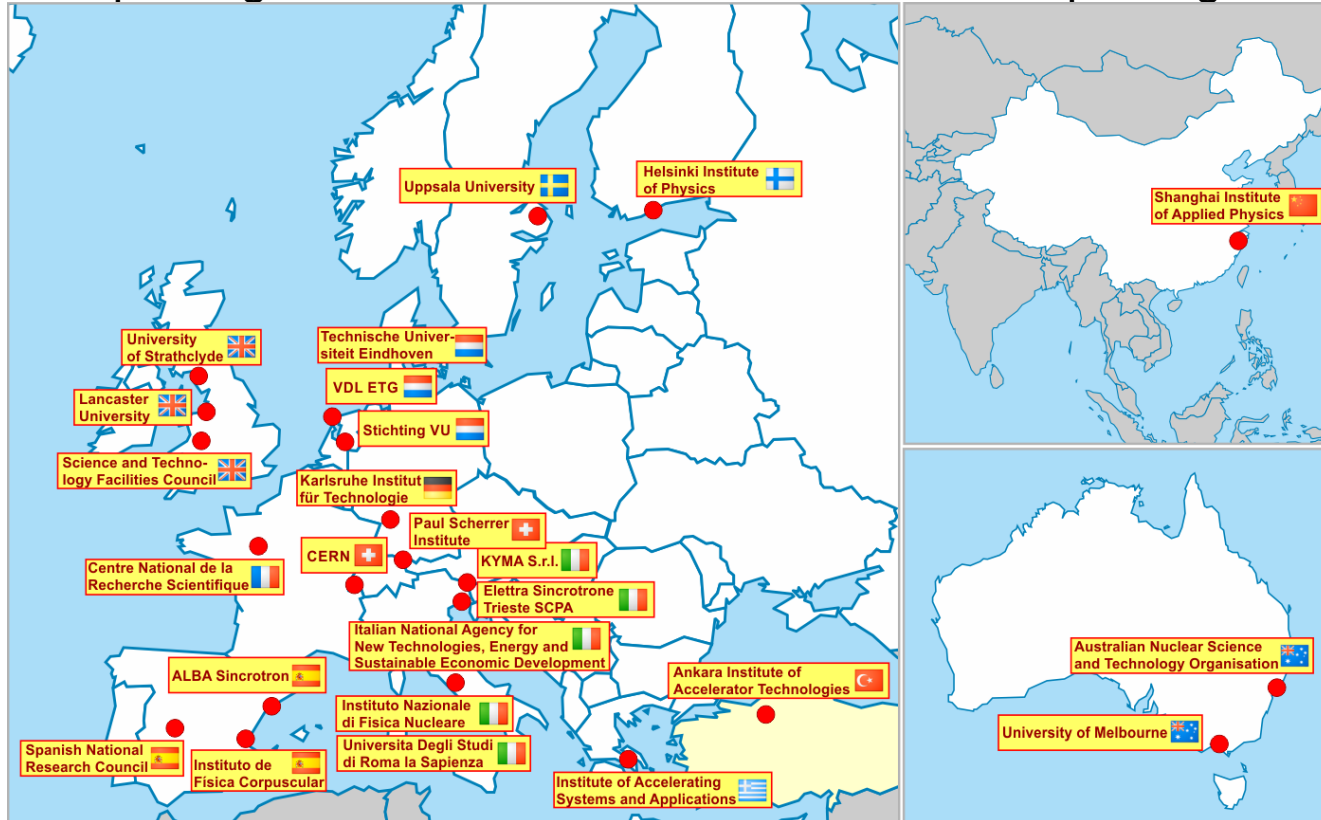 Uppsala University
Helsinki Institute
of Physics
Shanghai Institute
of Applied Physics
University
of Strathclyde
Technische Univer-
siteit Eindhoven
VDL ETG
Lancaster
University
Stichting VU
Science and Techno-
logy Facilities Council
Karlsruhe Institut
für Technologie
Paul Scherrer
Institute
CERN
KYMA S.r.l.
Centre National de la
Recherche Scientifique
Elettra Sincrotrone
Trieste SCPA
Italian National Agency for
New Technologies, Energy and
Sustainable Economic Development
ALBA Sincrotron
Ankara Institute of
Accelerator Technologies
Instituto Nazionale
di Fisica Nucleare
Universita Degli Studi
di Roma la Sapienza
Spanish National
Research Council
Instituto de
Física Corpuscular
Institute of Accelerating
Systems and Applications
Australian Nuclear Science
and Technology Organisation
University of Melbourne